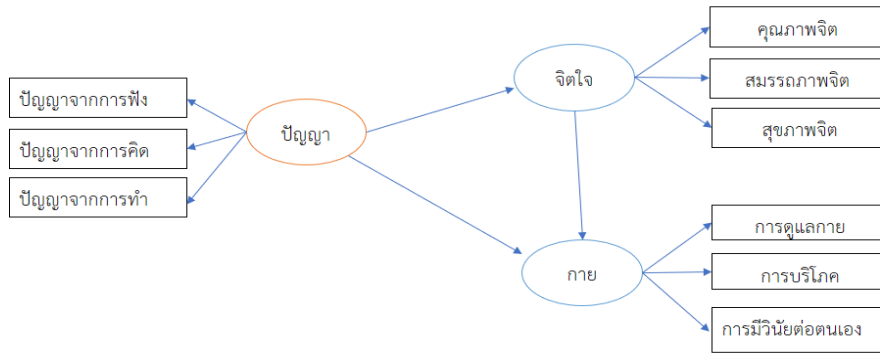 ปัญญาจากการฟัง
ปัญญาจากการคิด
ปัญญาจากการทำ
ปัญญา
จิตใจ
คุณภาพจิต
สมรรถภาพจิต
สุขภาพจิต
กาย
การดูแลกาย
การบริโภค
การมีวินัยต่อตนเอง